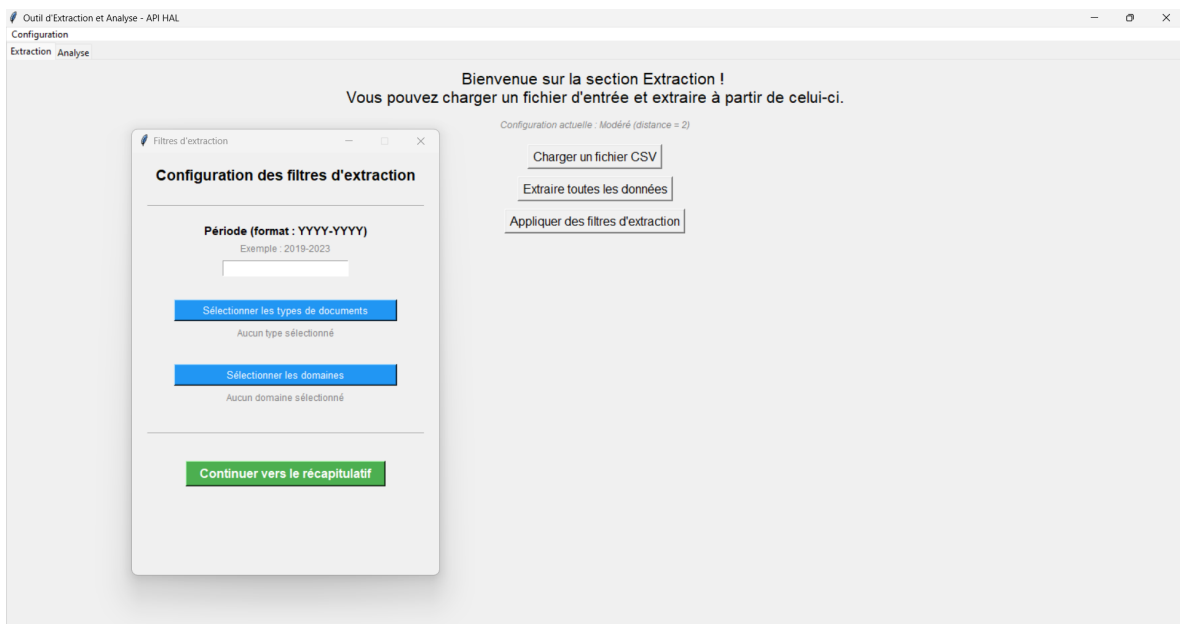 Outil d'Extraction et Analyse - API HAL
Configuration
Extraction Analyse
Bienvenue sur la section Extraction !
Vous pouvez charger un fichier d'entrée et extraire à partir de celui-ci.
Configuration actuelle : Modéré (distance = 2)
Charger un fichier CSV
Extraire toutes les données
Appliquer des filtres d'extraction
Filtres d'extraction
Configuration des filtres d'extraction
Période (format : YYYY-YYYY)
Exemple : 2019-2023
Sélectionner les types de documents
Aucun type sélectionné
Sélectionner les domaines
Aucun domaine sélectionné
Continuer vers le récapitulatif